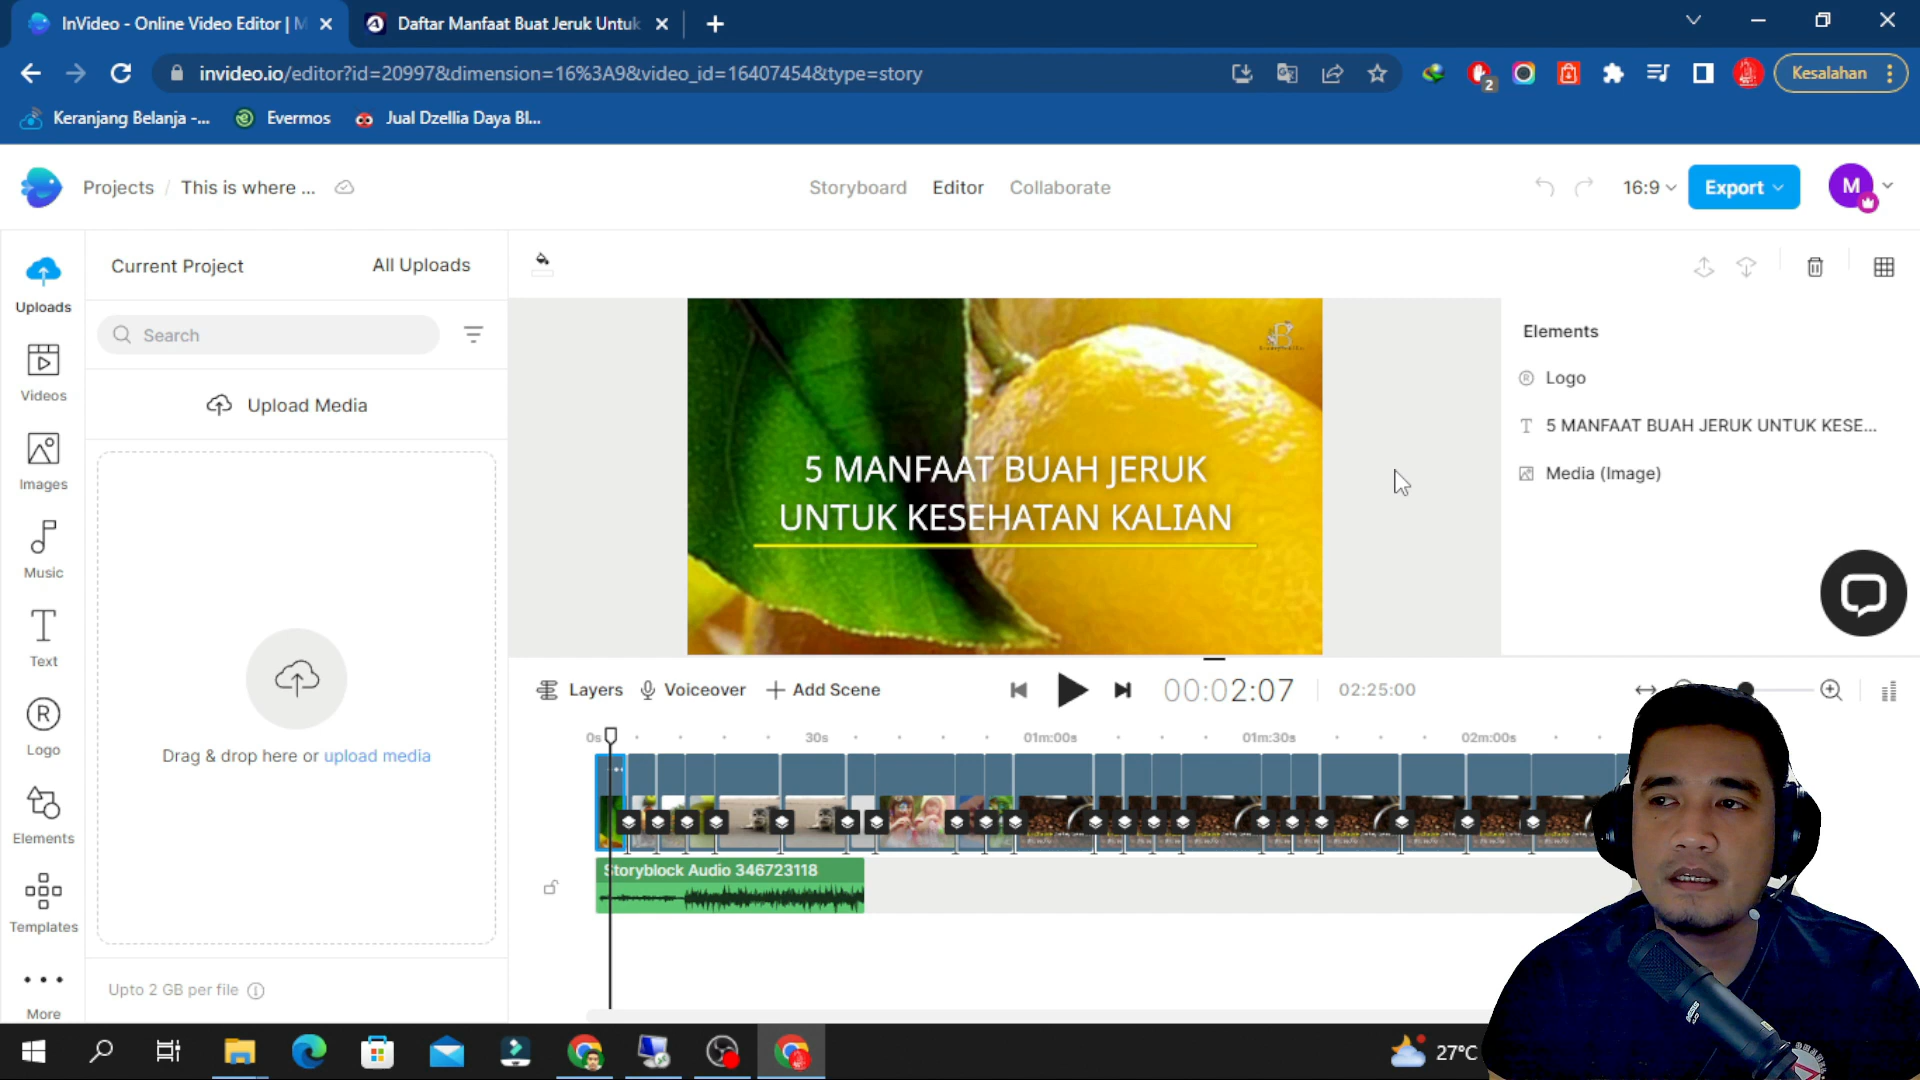 InVideo - Online Video Editor | M
Daftar Manfaat Buat Jeruk Untuk
invideo.io/editor?id=20997&dimension=16%3A9&video_id=16407454&type=story
2
Kesalahan
Keranjang Belanja -...
Evermos
Jual Dzellia Daya Bl...
Projects / This is where ...
Storyboard
Editor
Collaborate
16:9
Export
M
Uploads
Videos
Images
Music
Text
Logo
Elements
Templates
More
Current Project
All Uploads
Search
Upload Media
Drag & drop here or upload media
Upto 2 GB per file
5 MANFAAT BUAH JERUK
UNTUK KESEHATAN KALIAN
Elements
Logo
5 MANFAAT BUAH JERUK UNTUK KESE...
Media (Image)
Layers
Voiceover
Add Scene
00:02:07
02:25:00
0s
30s
01m:00s
01m:30s
02m:00s
Storyblock Audio 346723118
27°C